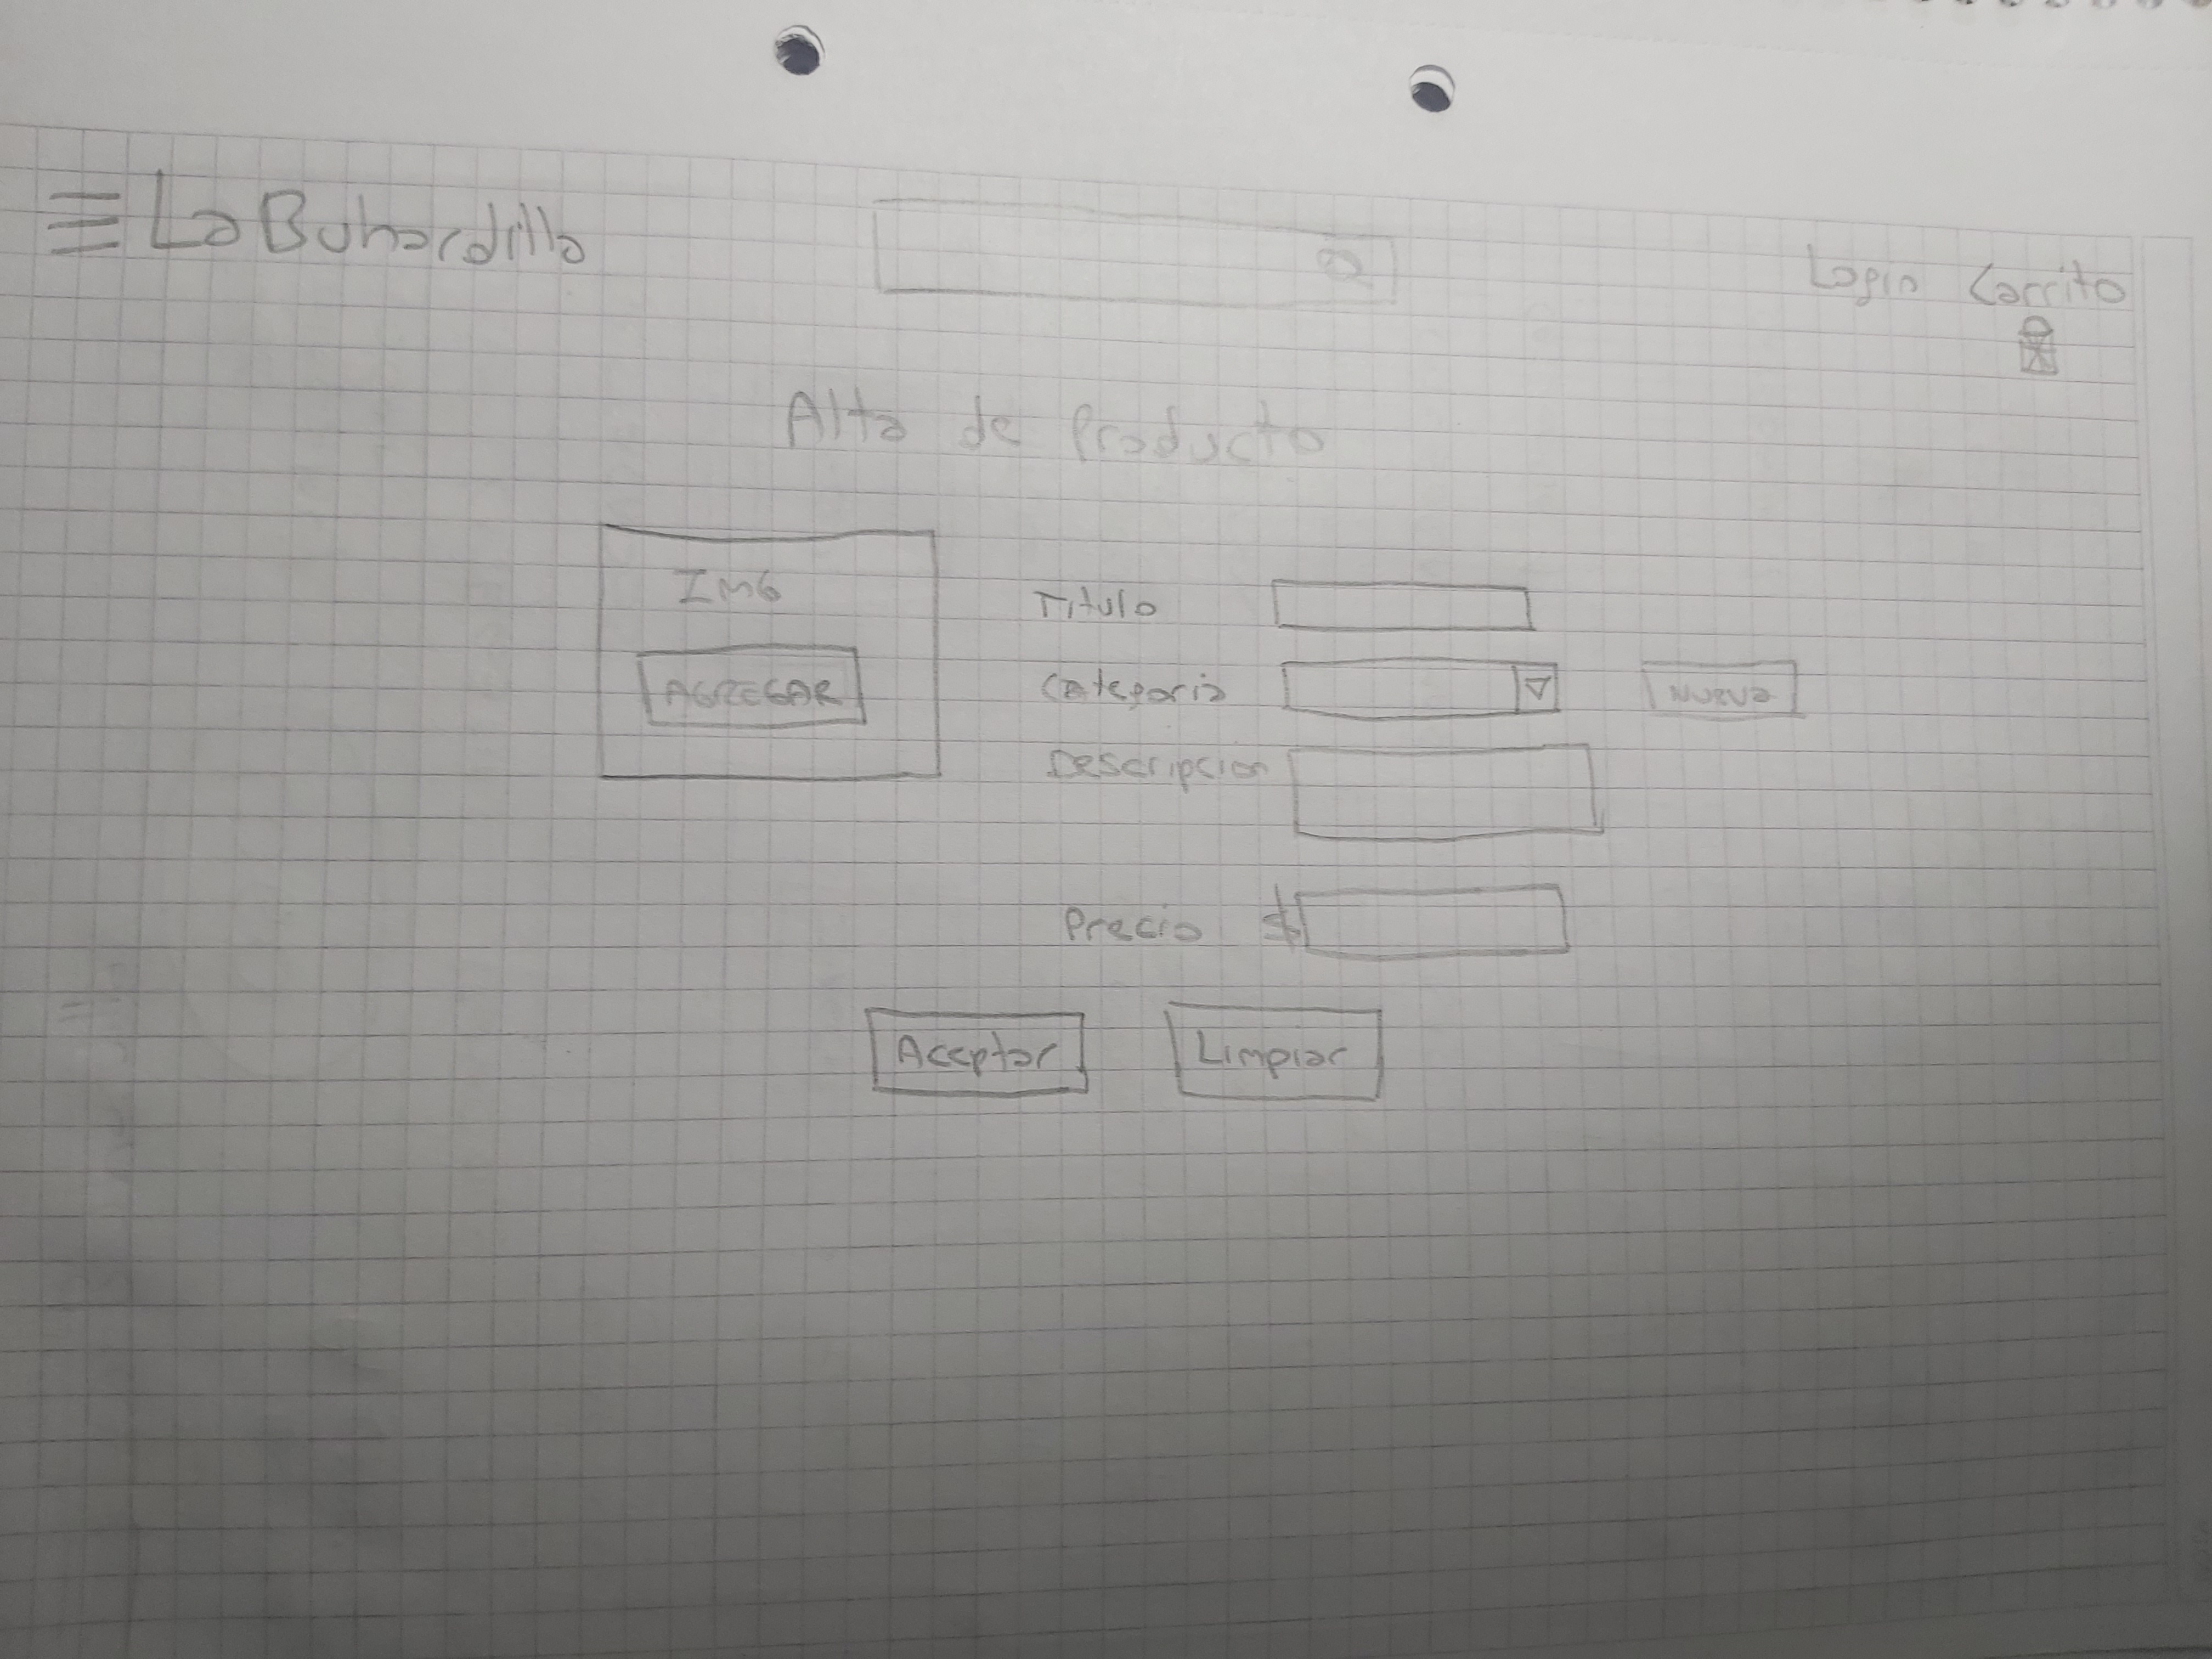 La Buhardilla
Login Carrito
Alta de Producto
IMG
AGREGAR
Titulo
Categoria
Nueva
Descripcion
Precio $
Aceptar Limpiar